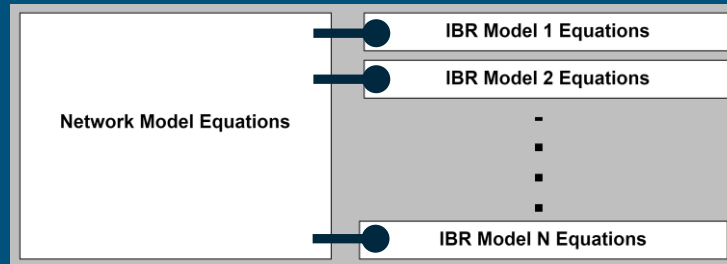 IBR Model 1 Equations
IBR Model 2 Equations
Network Model Equations
IBR Model N Equations